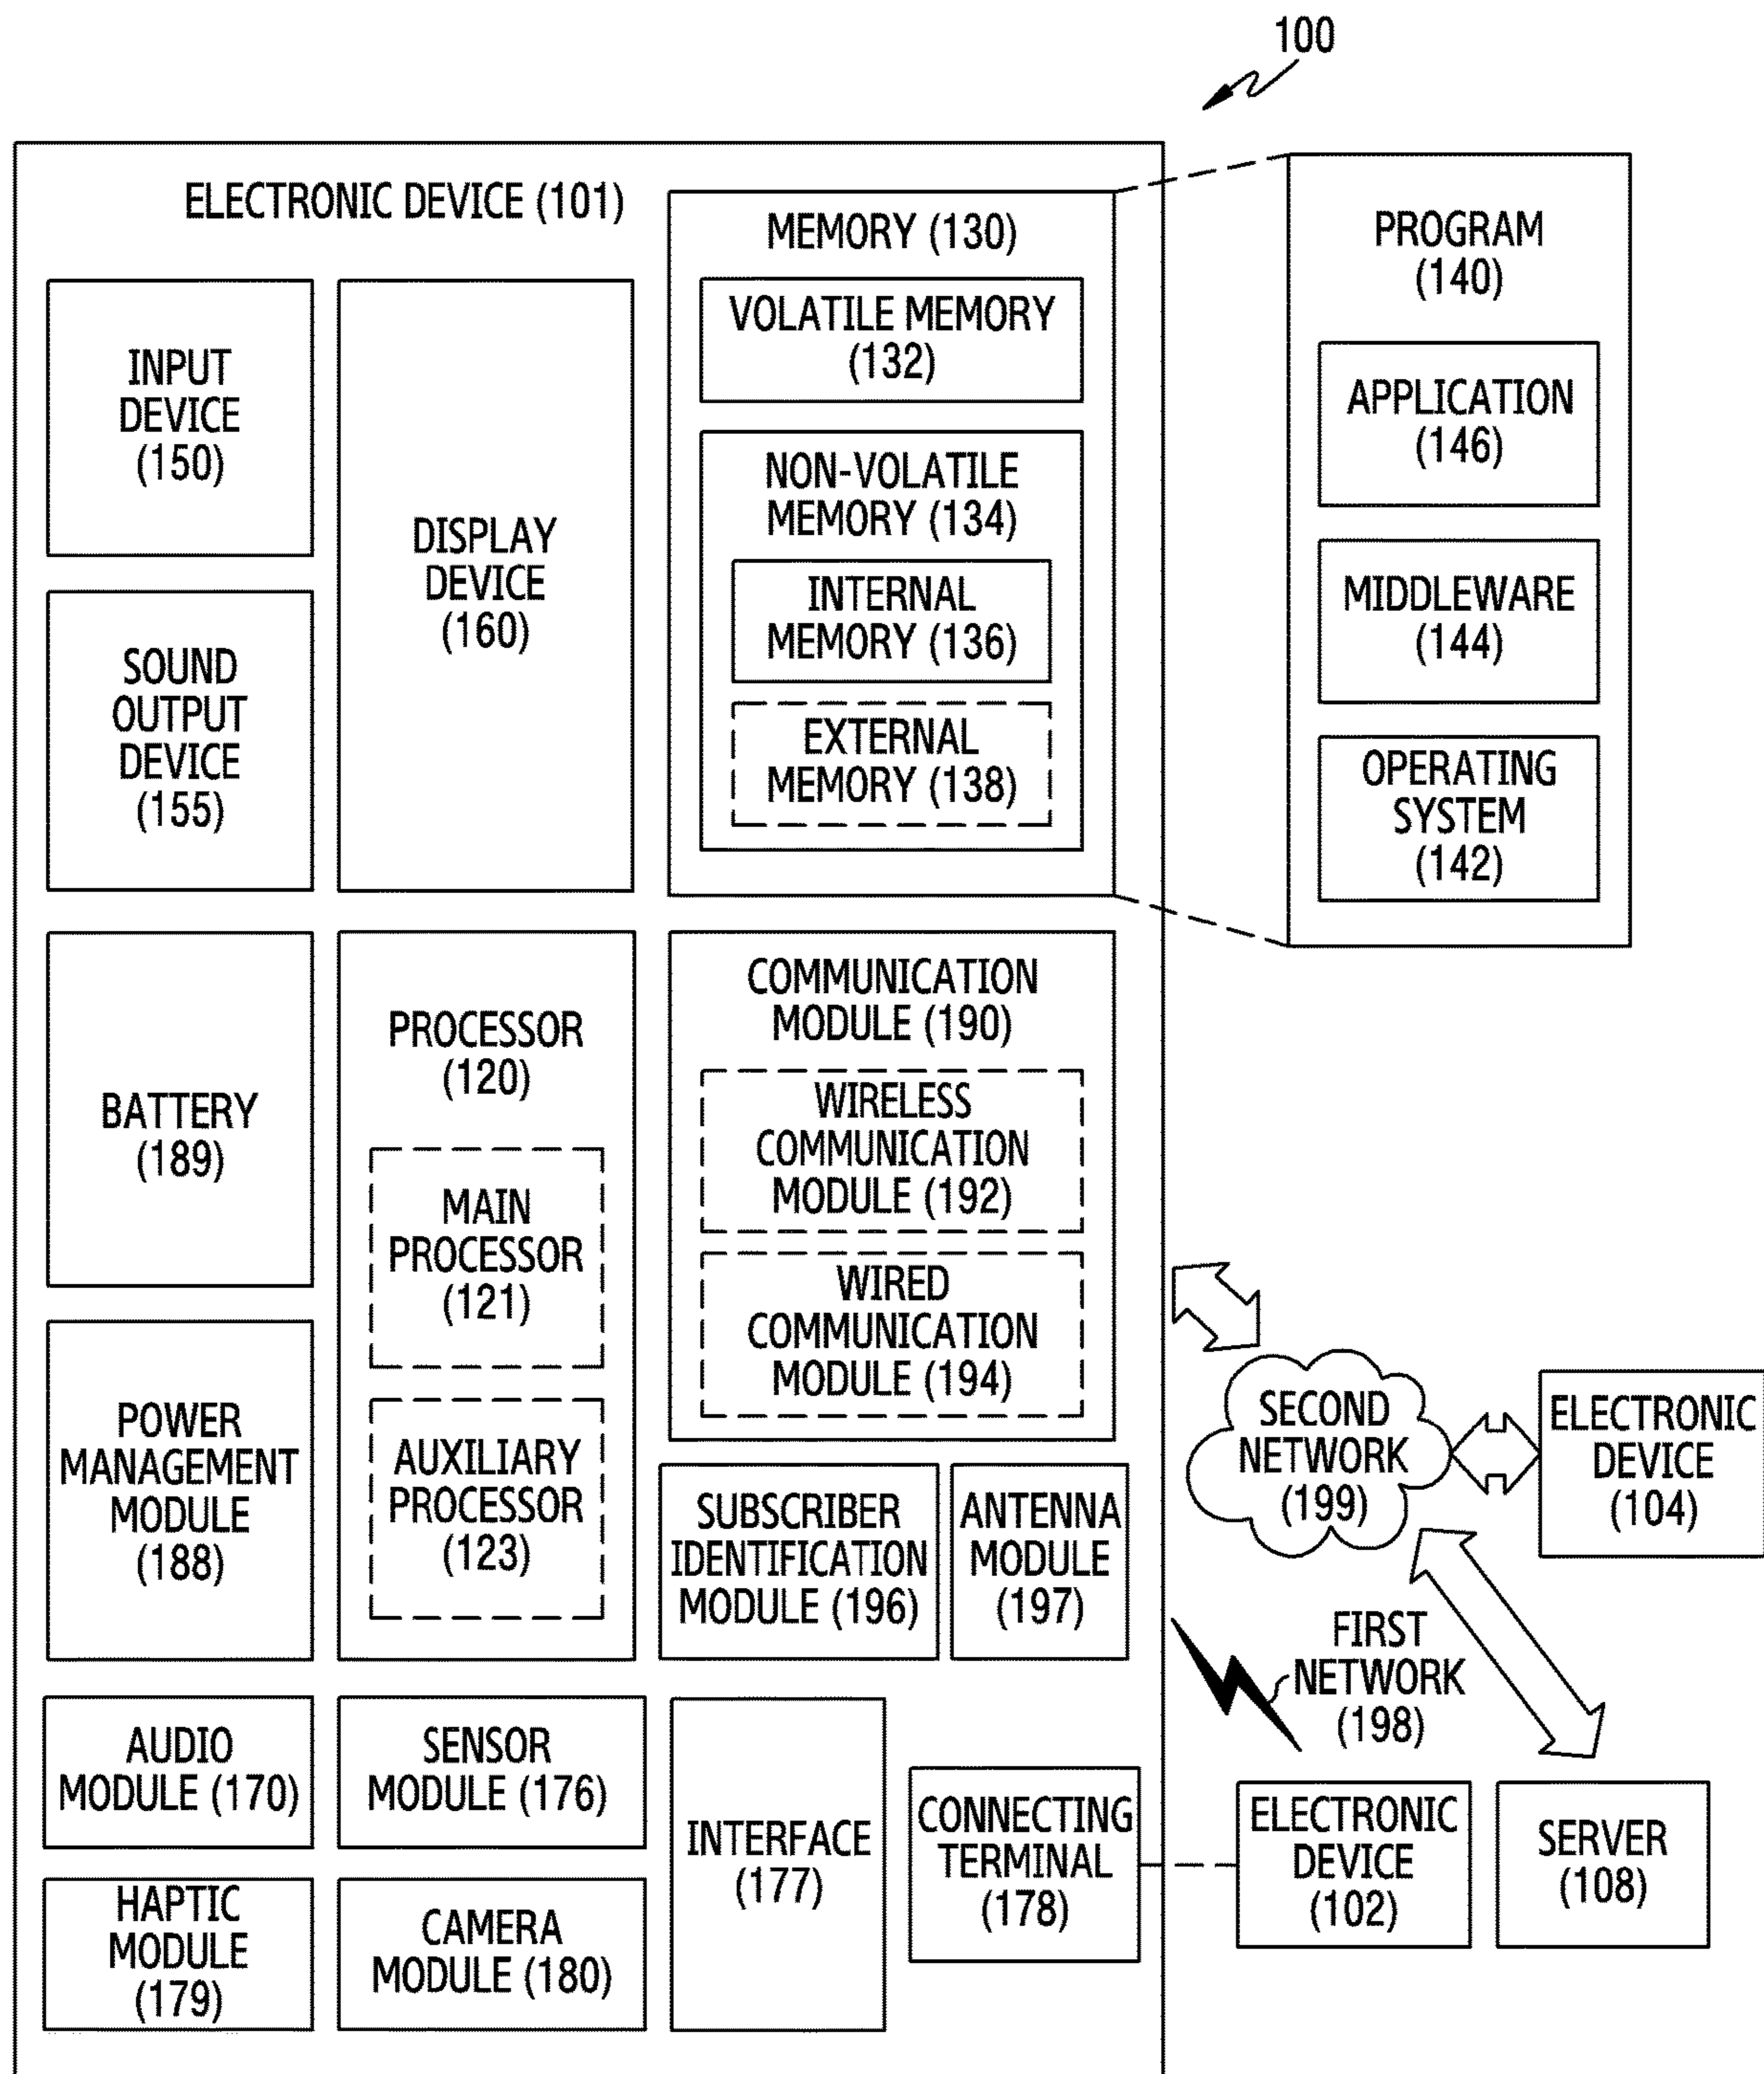 100
ELECTRONIC DEVICE (101)
INPUT
DEVICE
(150)
SOUND
OUTPUT
DEVICE
(155)
DISPLAY
DEVICE
(160)
MEMORY (130)
VOLATILE MEMORY
(132)
NON-VOLATILE
MEMORY (134)
INTERNAL
MEMORY (136)
EXTERNAL
MEMORY (138)
PROGRAM
(140)
APPLICATION
(146)
MIDDLEWARE
(144)
OPERATING
SYSTEM
(142)
BATTERY
(189)
POWER
MANAGEMENT
MODULE
(188)
PROCESSOR
(120)
MAIN
PROCESSOR
(121)
AUXILIARY
PROCESSOR
(123)
COMMUNICATION
MODULE (190)
WIRELESS
COMMUNICATION
MODULE (192)
WIRED
COMMUNICATION
MODULE (194)
SUBSCRIBER
IDENTIFICATION
MODULE (196)
ANTENNA
MODULE
(197)
SECOND
NETWORK
(199)
ELECTRONIC
DEVICE
(104)
FIRST
NETWORK
(198)
AUDIO
MODULE (170)
SENSOR
MODULE (176)
HAPTIC
MODULE
(179)
CAMERA
MODULE (180)
INTERFACE
(177)
CONNECTING
TERMINAL
(178)
ELECTRONIC
DEVICE
(102)
SERVER
(108)